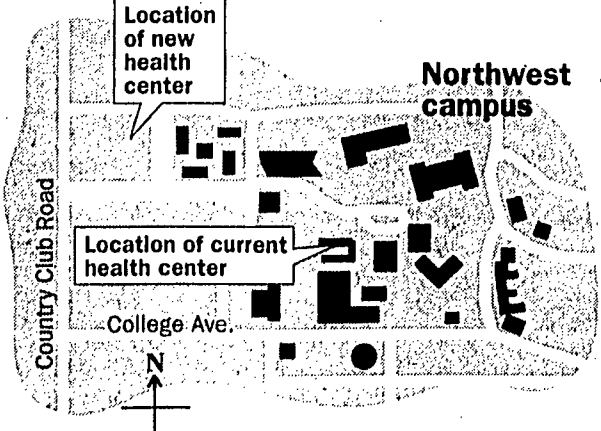 Location
of new
health
center
Northwest
campus
Location of current
health center
Country Club Road
College Ave.
N